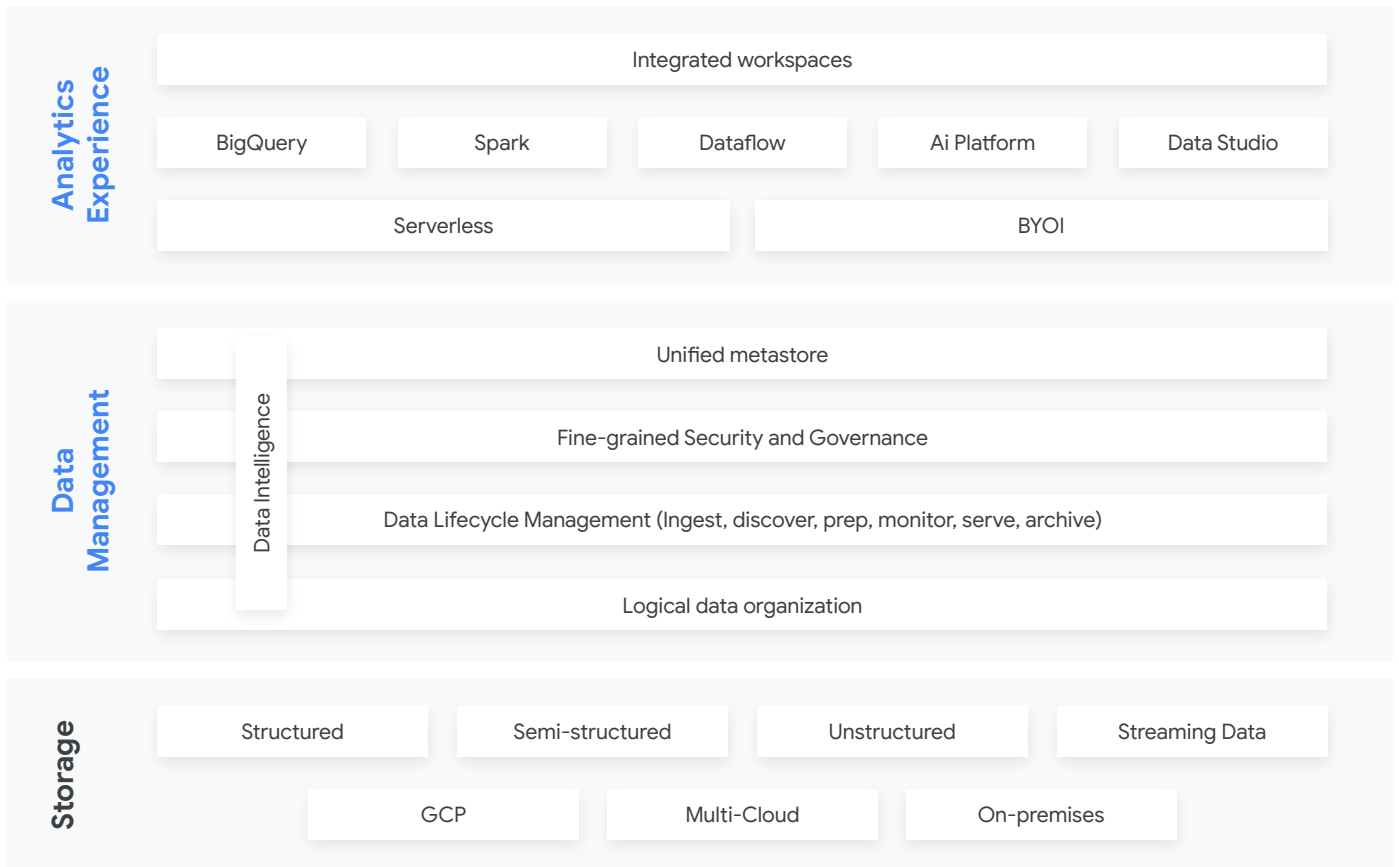 Analytics
Experience
Integrated workspaces
BigQuery
Spark
Dataflow
Ai Platform
Data Studio
Serverless
BYOI
Data
Management
Data Intelligence
Unified metastore
Fine-grained Security and Governance
Data Lifecycle Management (Ingest, discover, prep, monitor, serve, archive)
Logical data organization
Storage
Structured
Semi-structured
Unstructured
Streaming Data
GCP
Multi-Cloud
On-premises